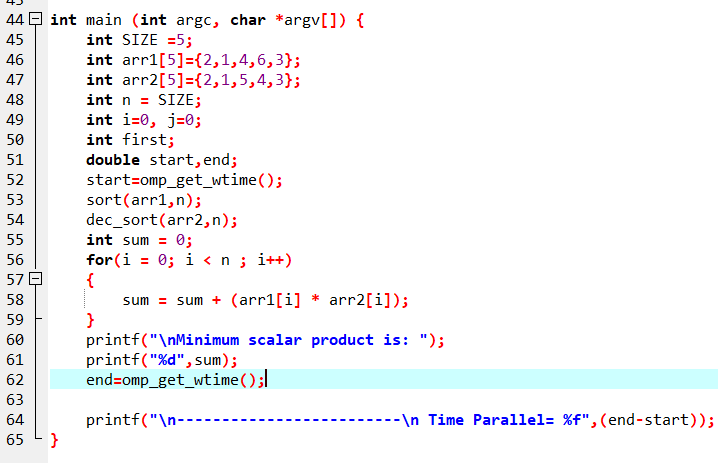 44 int main (int argc, char *argv[]) {
45 int SIZE =5;
46 int arr1[5]={2,1,4,6,3};
47 int arr2[5]={2,1,5,4,3};
48 int n = SIZE;
49 int i=0, j=0;
50 int first;
51 double start,end;
52 start=omp_get_wtime();
53 sort(arr1,n);
54 dec_sort(arr2,n);
55 int sum = 0;
56 for(i = 0; i < n ; i++)
57 {
58 sum = sum + (arr1[i] * arr2[i]);
59 }
60 printf("\nMinimum scalar product is: ");
61 printf("%d",sum);
62 end=omp_get_wtime();
63
64 printf("\n-------------------------\n Time Parallel= %f",(end-start));
65 }